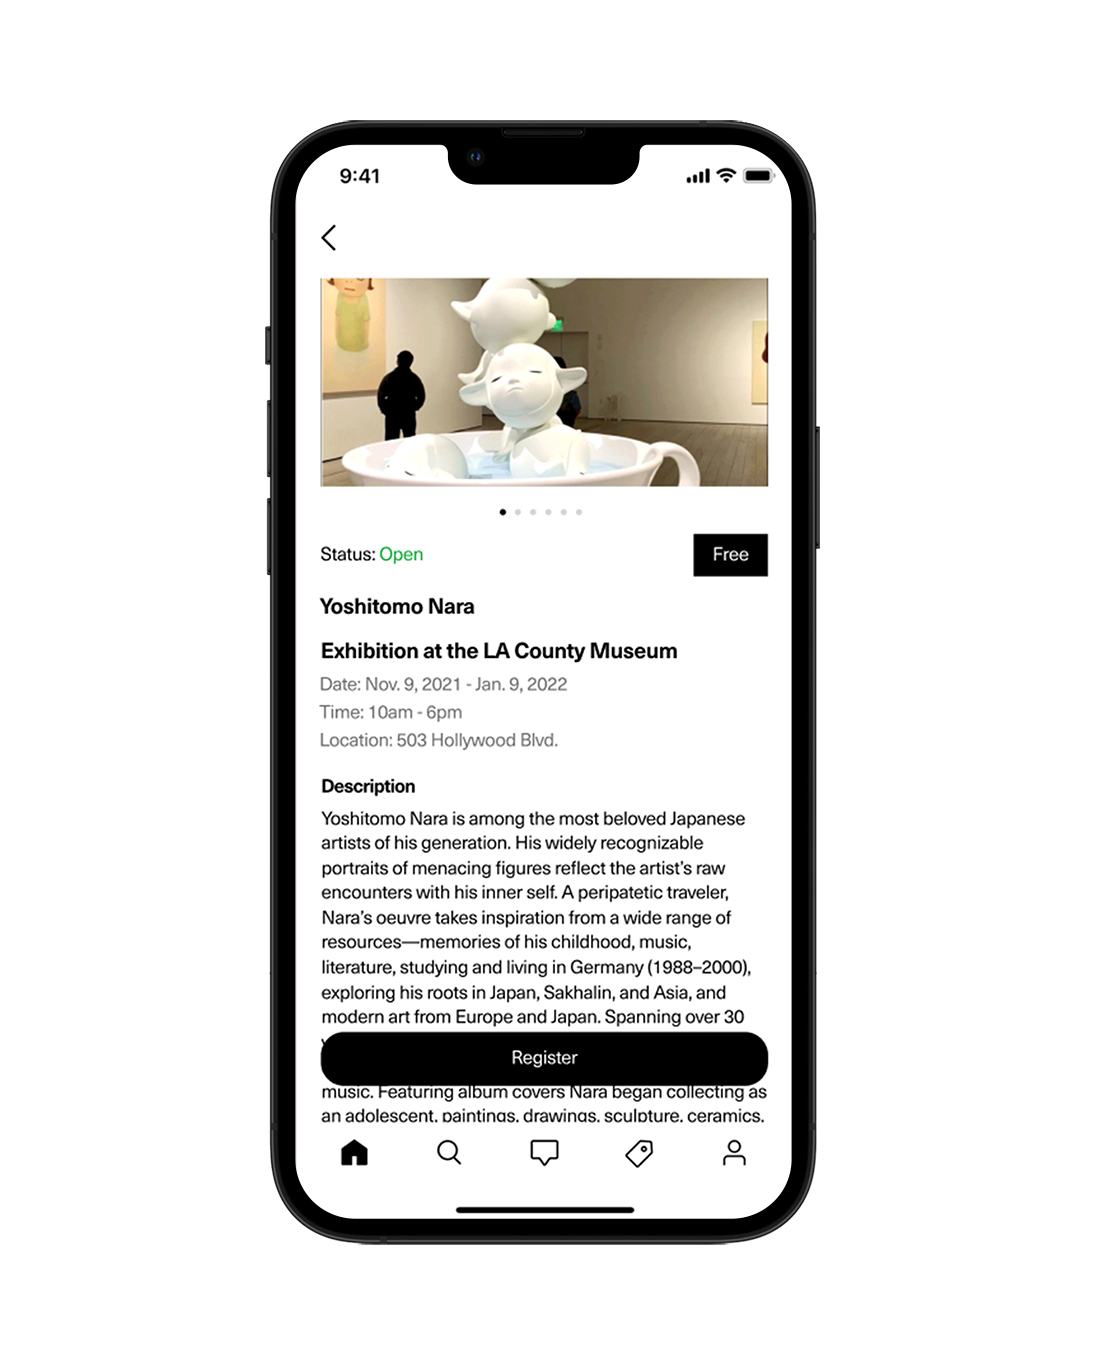 9:41
Status: Open
Free
Yoshitomo Nara
Exhibition at the LA County Museum
Date: Nov. 9, 2021 - Jan. 9, 2022
Time: 10am - 6pm
Location: 503 Hollywood Blvd.
Description
Yoshitomo Nara is among the most beloved Japanese
artists of his generation. His widely recognizable
portraits of menacing figures reflect the artist's raw
encounters with his inner self. A peripatetic traveler,
Nara's oeuvre takes inspiration from a wide range of
resources—memories of his childhood, music,
literature, studying and living in Germany (1988–2000),
exploring his roots in Japan, Sakhalin, and Asia, and
modern art from Europe and Japan. Spanning over 30
Register
music. Featuring album covers Nara began collecting as
an adolescent, paintings, drawings, sculpture, ceramics,